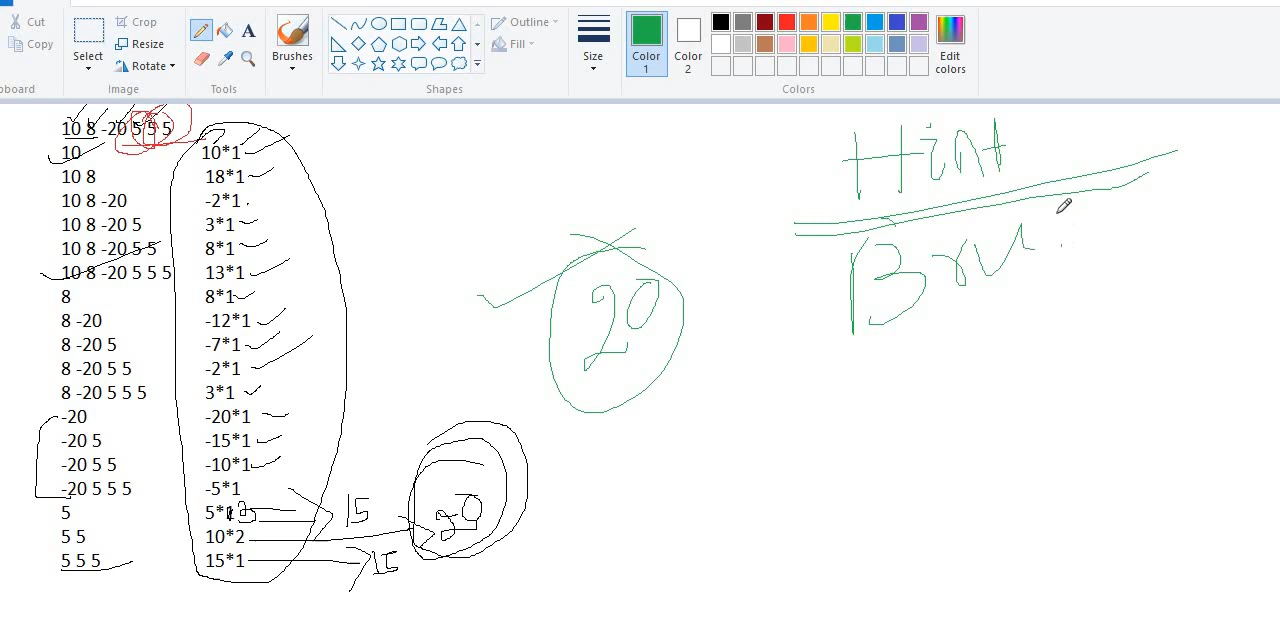 Cut
Copy
pboard
Select
Crop
Resize
Rotate
Image
A
Tools
Brushes
Outline
Fill
Shapes
Size
Color 1
Color 2
Colors
Edit colors
10 8 -20 5 5 5
10 10*1
10 8 18*1
10 8 -20 -2*1
10 8 -20 5 3*1
10 8 -20 5 5 8*1
10 8 -20 5 5 5 13*1
8 8*1
8 -20 -12*1
8 -20 5 -7*1
8 -20 5 5 -2*1
8 -20 5 5 5 3*1
-20 -20*1
-20 5 -15*1
-20 5 5 -10*1
-20 5 5 5 -5*1
5 5*3 15
5 5 10*2 20
5 5 5 15*1 15
20
Hint
Bru